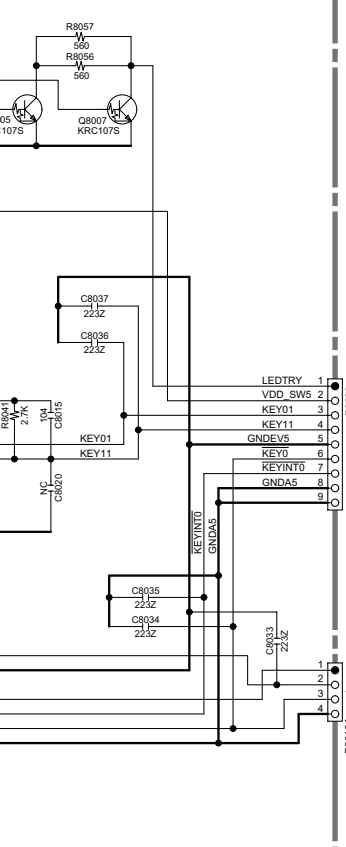 R8057
560
R8056
560
05
107S
Q8007
KRC107S
C8037
223Z
C8036
223Z
LEDTRY 1
VDD_SW5 2
KEY01 3
KEY11 4
GNDEV5 5
KEY0 6
KEYINT0 7
GNDA5 8
9
R8041
2.7K
104
C8015
KEY01
KEY11
NC
C8020
KEYINT0
GNDA5
C8035
223Z
C8034
223Z
C8033
223Z
1
2
3
4